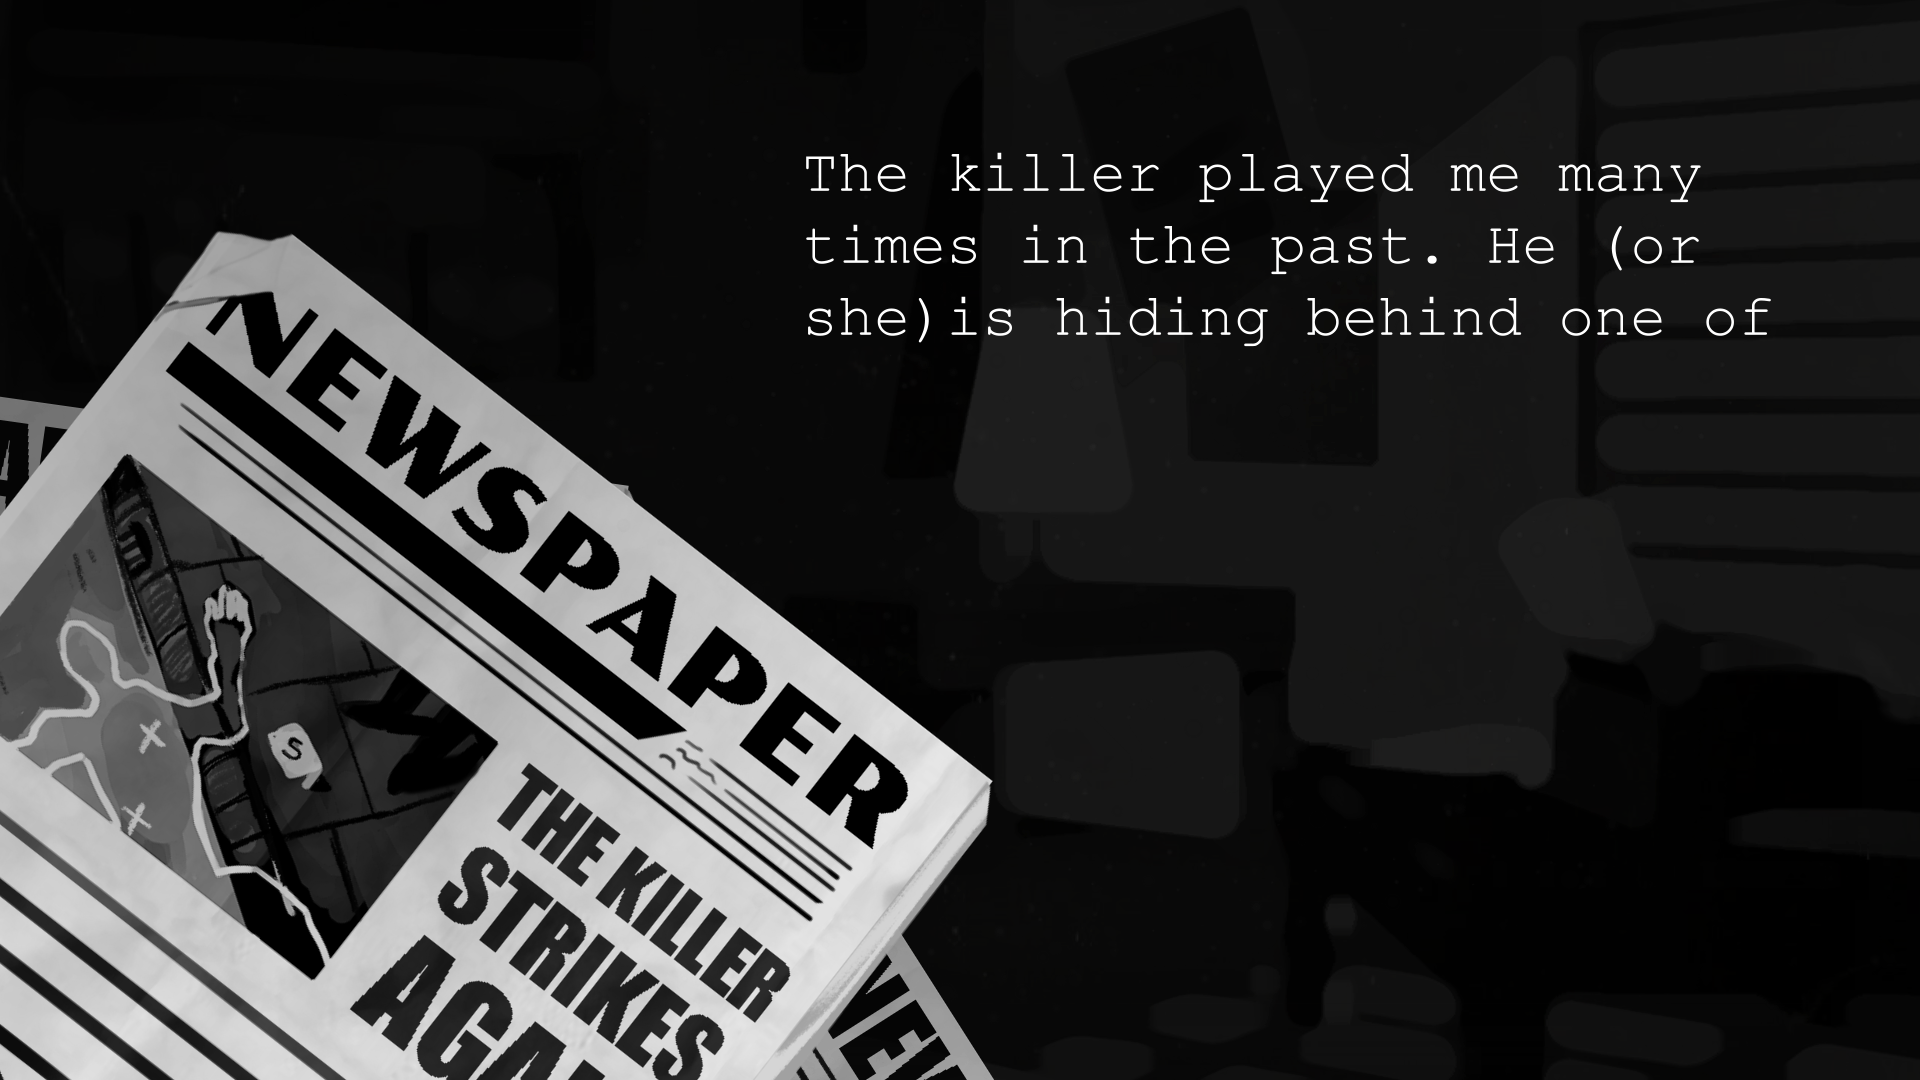 The killer played me many
times in the past. He (or
she)is hiding behind one of
NEWSPAPER
S
THE KILLER
STRIKES